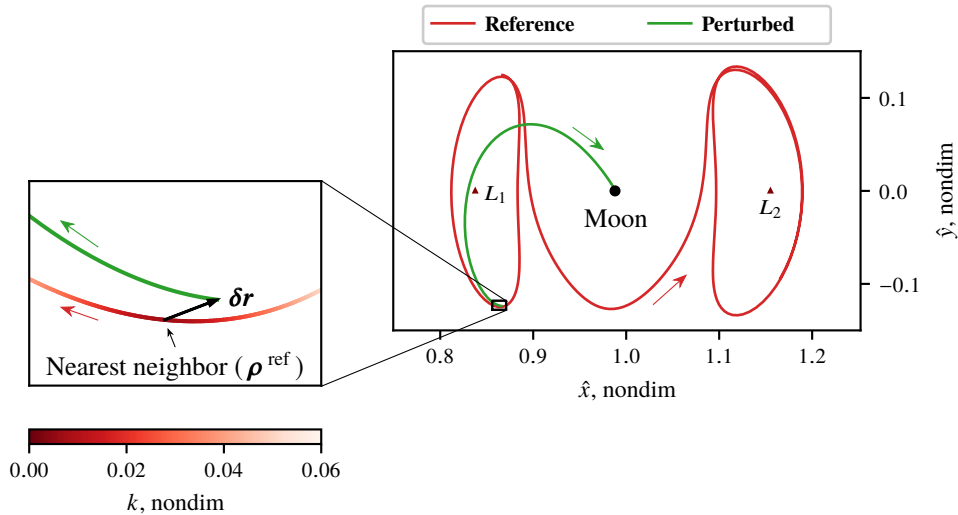 Reference Perturbed
0.1
0.0
−0.1
ŷ, nondim
L₁
Moon
L₂
0.8 0.9 1.0 1.1 1.2
x̂, nondim
δr
Nearest neighbor (ρ ref)
0.00 0.02 0.04 0.06
k, nondim